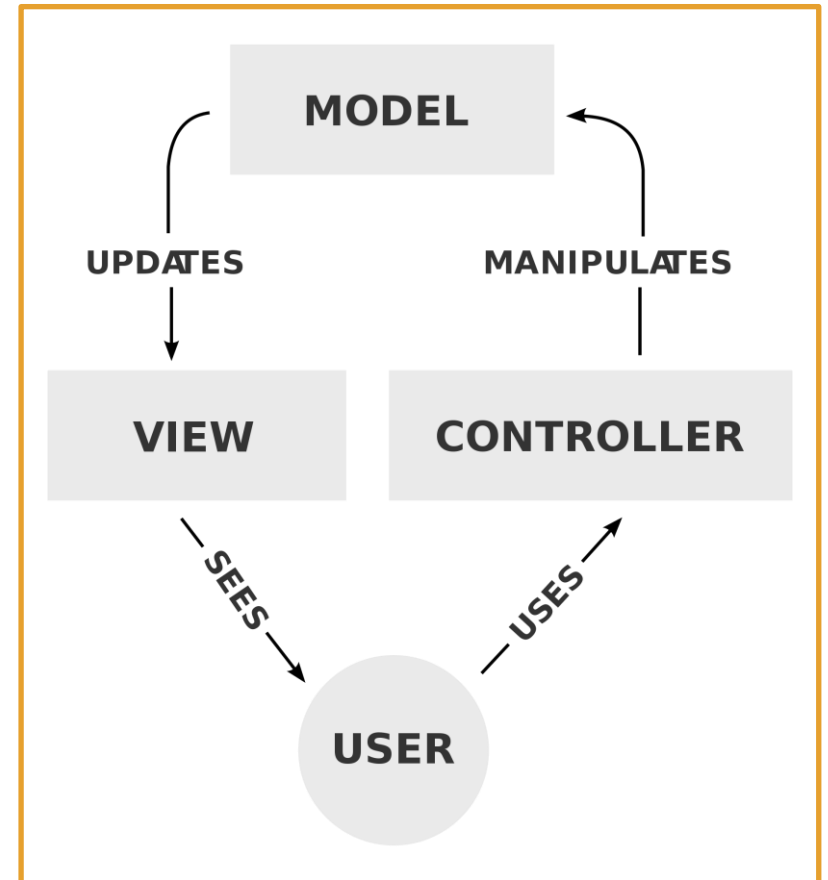 MODEL
UPDATES
MANIPULATES
VIEW
CONTROLLER
SEES
USES
USER